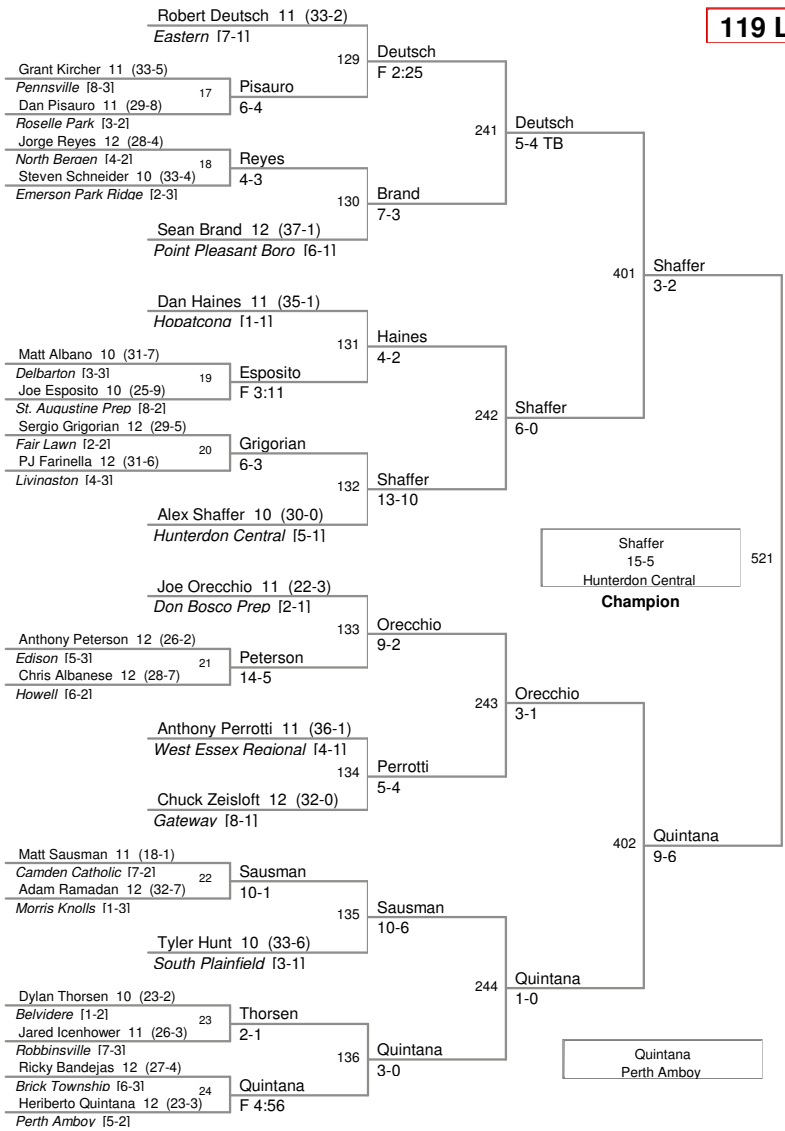 119 L
Robert Deutsch 11 (33-2)
Eastern [7-1]
129
Deutsch
F 2:25
Grant Kircher 11 (33-5)
Pennsville [8-3]
17
Pisauro
6-4
Dan Pisauro 11 (29-8)
Roselle Park [3-2]
241
Deutsch
5-4 TB
Jorge Reyes 12 (28-4)
North Bergen [4-2]
18
Reyes
4-3
Steven Schneider 10 (33-4)
Emerson Park Ridge [2-3]
130
Brand
7-3
Sean Brand 12 (37-1)
Point Pleasant Boro [6-1]
401
Shaffer
3-2
Dan Haines 11 (35-1)
Hopatcong [1-1]
131
Haines
4-2
Matt Albano 10 (31-7)
Delbarton [3-3]
19
Esposito
F 3:11
Joe Esposito 10 (25-9)
St. Augustine Prep [8-2]
242
Shaffer
6-0
Sergio Grigorian 12 (29-5)
Fair Lawn [2-2]
20
Grigorian
6-3
PJ Farinella 12 (31-6)
Livingston [4-3]
132
Shaffer
13-10
Alex Shaffer 10 (30-0)
Hunterdon Central [5-1]
Shaffer
15-5
Hunterdon Central
Champion
521
Joe Orecchio 11 (22-3)
Don Bosco Prep [2-1]
133
Orecchio
9-2
Anthony Peterson 12 (26-2)
Edison [5-3]
21
Peterson
14-5
Chris Albanese 12 (28-7)
Howell [6-2]
243
Orecchio
3-1
Anthony Perrotti 11 (36-1)
West Essex Regional [4-1]
134
Perrotti
5-4
Chuck Zeisloft 12 (32-0)
Gateway [8-1]
402
Quintana
9-6
Matt Sausman 11 (18-1)
Camden Catholic [7-2]
22
Sausman
10-1
Adam Ramadan 12 (32-7)
Morris Knolls [1-3]
135
Sausman
10-6
Tyler Hunt 10 (33-6)
South Plainfield [3-1]
244
Quintana
1-0
Dylan Thorsen 10 (23-2)
Belvidere [1-2]
23
Thorsen
2-1
Jared Icenhower 11 (26-3)
Robbinsville [7-3]
136
Quintana
3-0
Ricky Bandejas 12 (27-4)
Brick Township [6-3]
24
Quintana
F 4:56
Heriberto Quintana 12 (23-3)
Perth Amboy [5-2]
Quintana
Perth Amboy